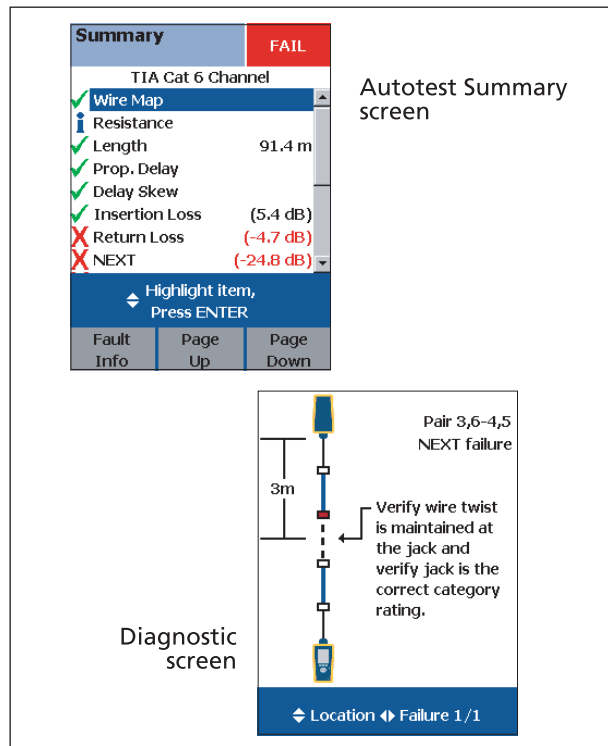 Summary
FAIL
TIA Cat 6 Channel
Wire Map
Resistance
Length 91.4 m
Prop. Delay
Delay Skew
Insertion Loss (5.4 dB)
Return Loss (-4.7 dB)
NEXT (-24.8 dB)
Highlight item,
Press ENTER
Fault
Info
Page
Up
Page
Down
Autotest Summary
screen
Pair 3,6-4,5
NEXT failure
3m
Verify wire twist
is maintained at
the jack and
verify jack is the
correct category
rating.
Location Failure 1/1
Diagnostic
screen